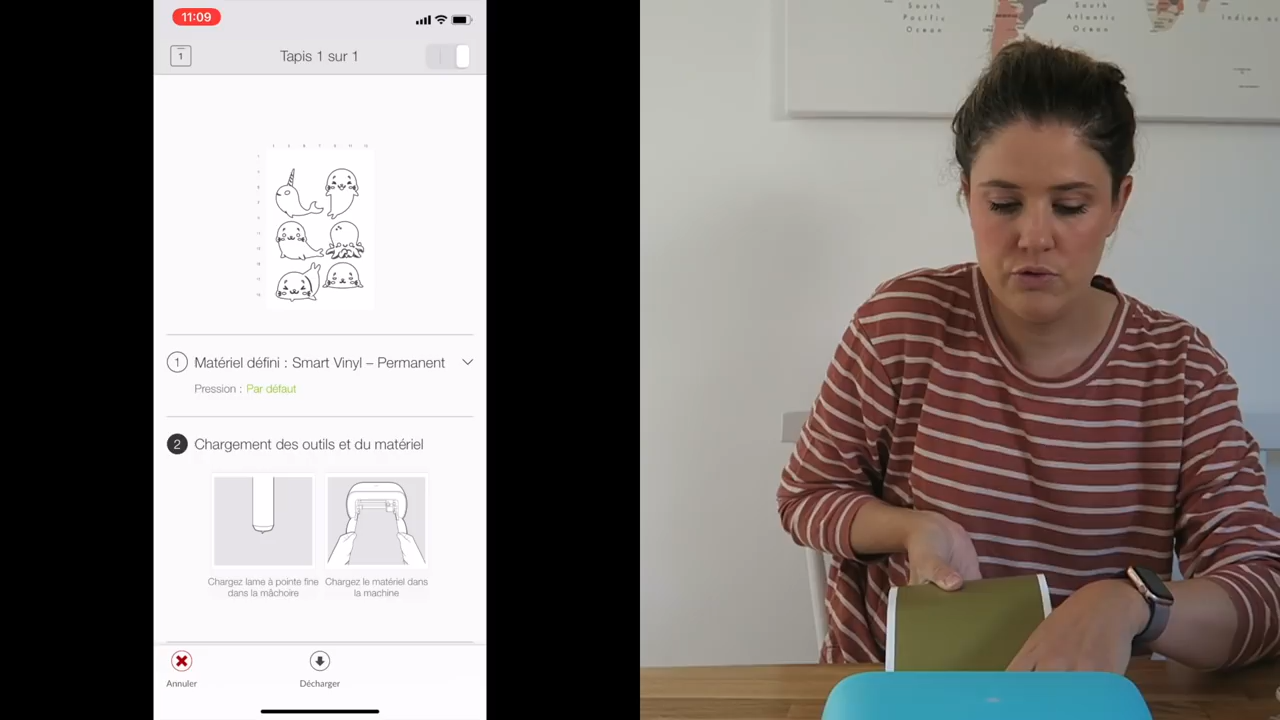 11:09
1
Tapis 1 sur 1
1
Matériel défini : Smart Vinyl – Permanent
Pression : Par défaut
2
Chargement des outils et du matériel
Chargez lame à pointe fine
dans la mâchoire
Chargez le matériel dans
la machine
Annuler
Décharger
South
Pacific
Ocean
South
Atlantic
Ocean